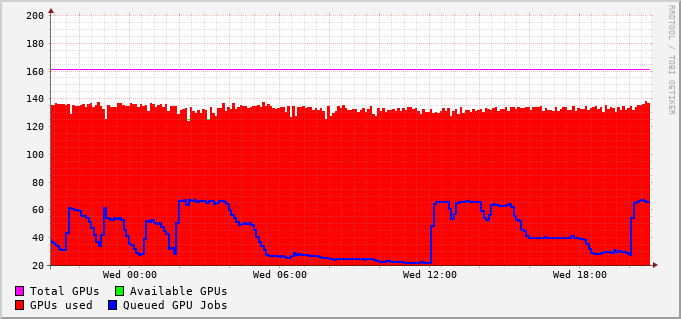 RRDTOOL / TOBI OETIKER
200
180
160
140
120
100
80
60
40
20
Wed 00:00 Wed 06:00 Wed 12:00 Wed 18:00
Total GPUs Available GPUs
GPUs used Queued GPU Jobs